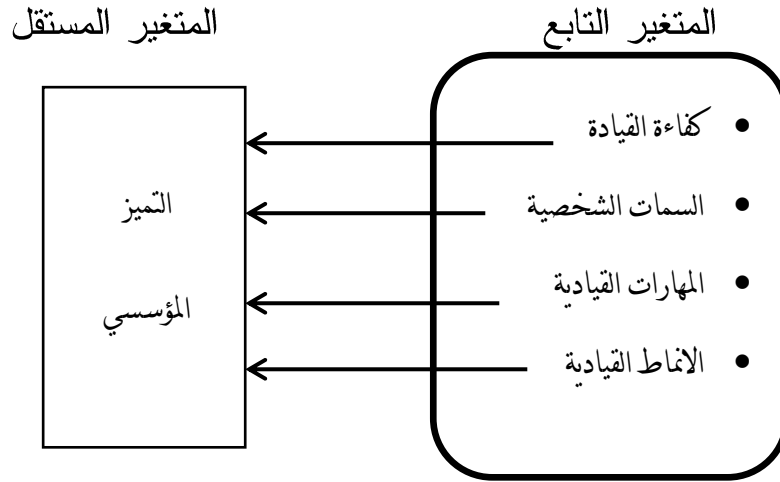 المتغير التابع
المتغير المستقل
كفاءة القيادة
السمات الشخصية
المهارات القيادية
الانماط القيادية
التميز
المؤسسي